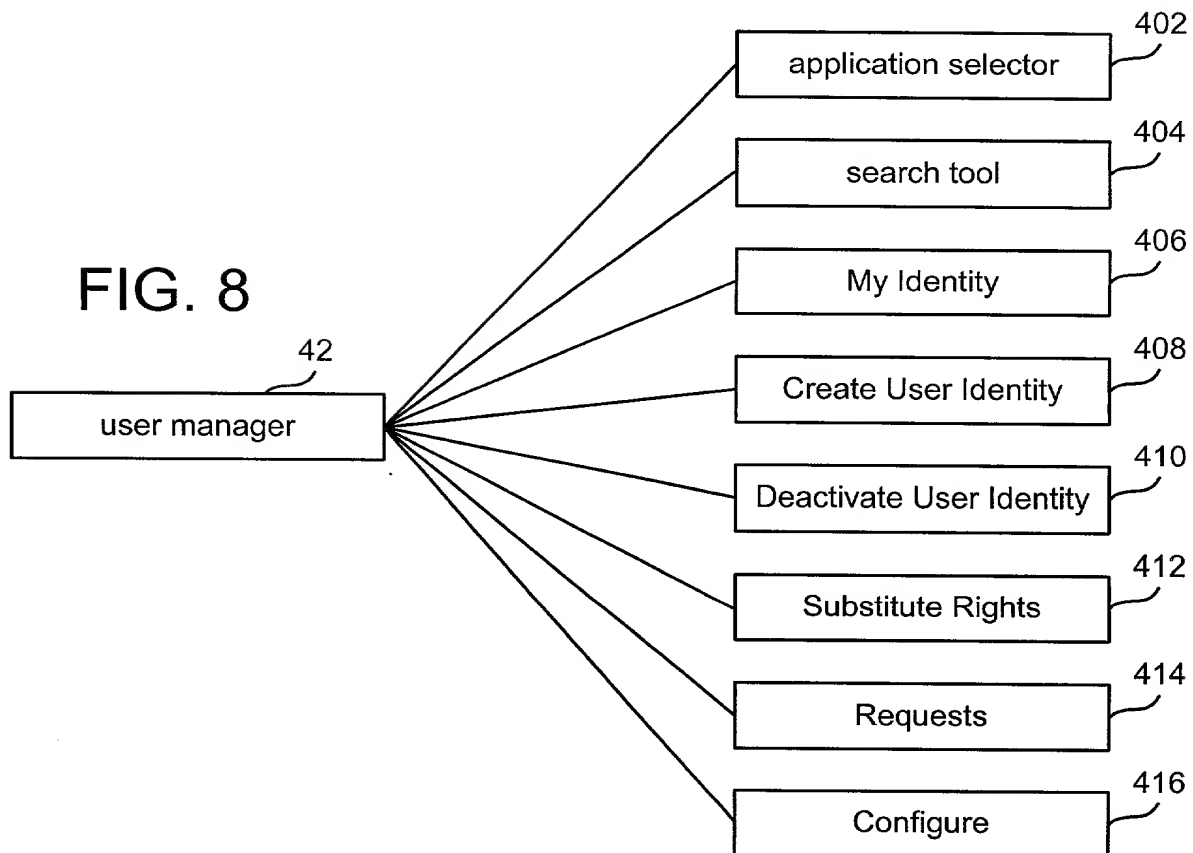 402
application selector
404
search tool
406
My Identity
FIG. 8
408
42
Create User Identity
user manager
410
Deactivate User Identity
412
Substitute Rights
414
Requests
416
Configure